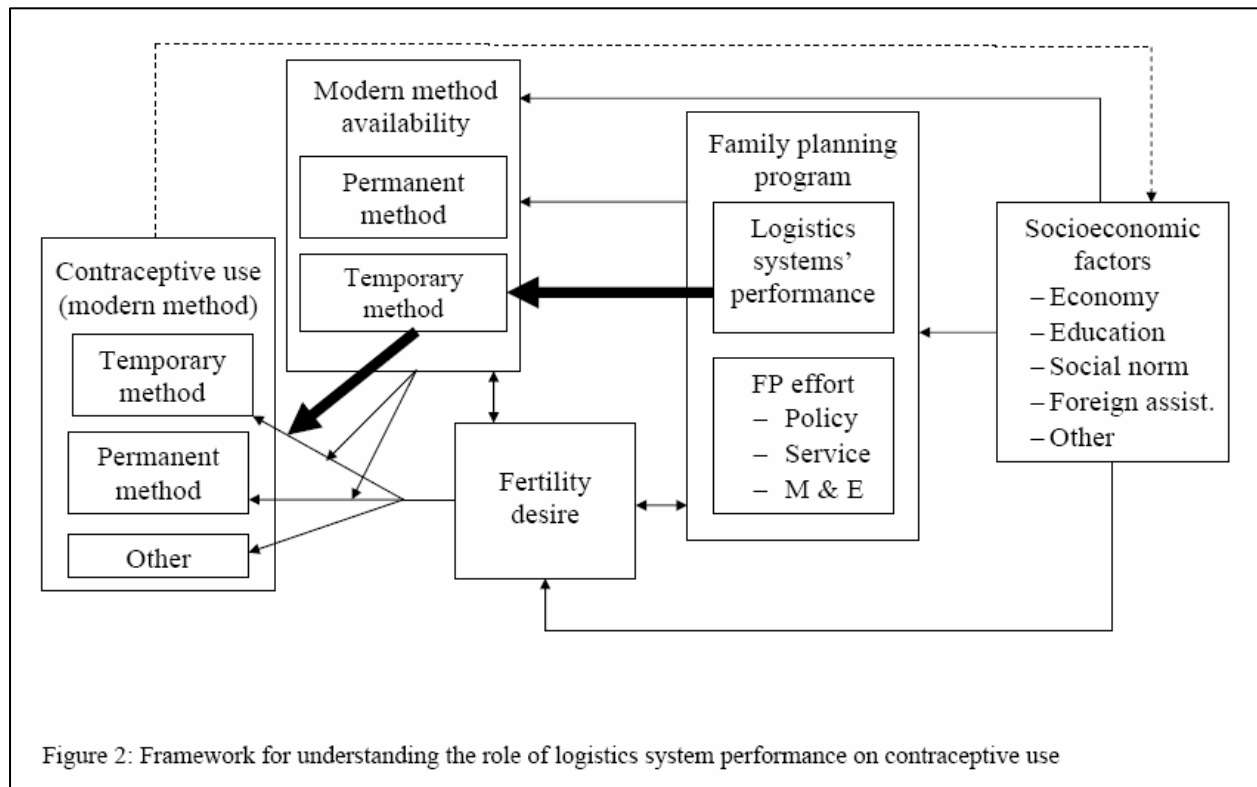 Modern method
availability
Permanent
method
Temporary
method
Contraceptive use
(modern method)
Temporary
method
Permanent
method
Other
Fertility
desire
Family planning
program
Logistics
systems’
performance
FP effort
– Policy
– Service
– M & E
Socioeconomic
factors
– Economy
– Education
– Social norm
– Foreign assist.
– Other
Figure 2: Framework for understanding the role of logistics system performance on contraceptive use